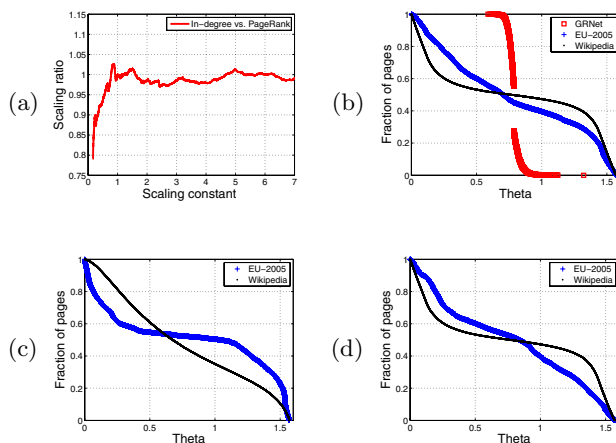 (a)
1.15
1.1
1.05
1
0.95
0.9
0.85
0.8
0.75
0 1 2 3 4 5 6 7
Scaling ratio
Scaling constant
In-degree vs. PageRank
(b)
1
0.8
0.6
0.4
0.2
0
0 0.5 1 1.5
Fraction of pages
Theta
GRNet
EU-2005
Wikipedia
(c)
1
0.8
0.6
0.4
0.2
0
0 0.5 1 1.5
Fraction of pages
Theta
EU-2005
Wikipedia
(d)
1
0.8
0.6
0.4
0.2
0
0 0.5 1 1.5
Fraction of pages
Theta
EU-2005
Wikipedia